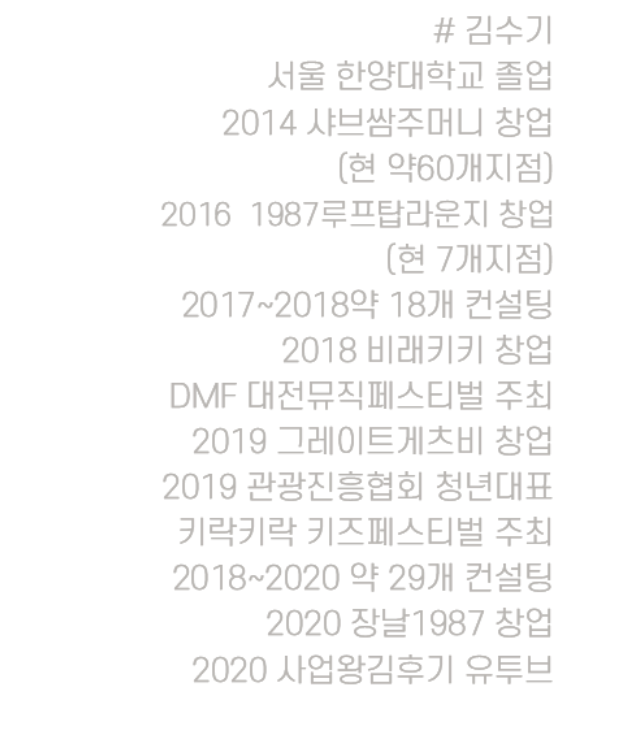 # 김수기
서울 한양대학교 졸업
2014 샤브쌈주머니 창업
(현 약60개지점)
2016 1987루프탑라운지 창업
(현 7개지점)
2017~2018약 18개 컨설팅
2018 비래키키 창업
DMF 대전뮤직페스티벌 주최
2019 그레이트게츠비 창업
2019 관광진흥협회 청년대표
키락키락 키즈페스티벌 주최
2018~2020 약 29개 컨설팅
2020 장날1987 창업
2020 사업왕김후기 유투브